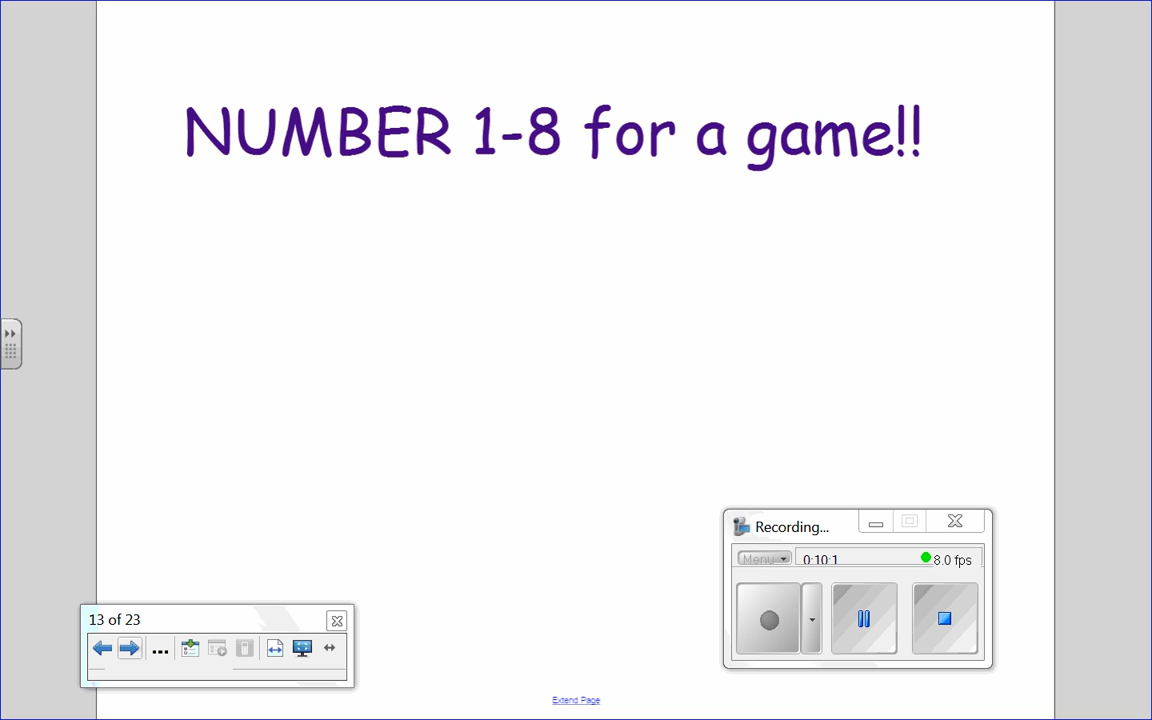 NUMBER 1-8 for a game!!
Recording...
Menu
0:10:1
8.0 fps
13 of 23
...
Extend Page